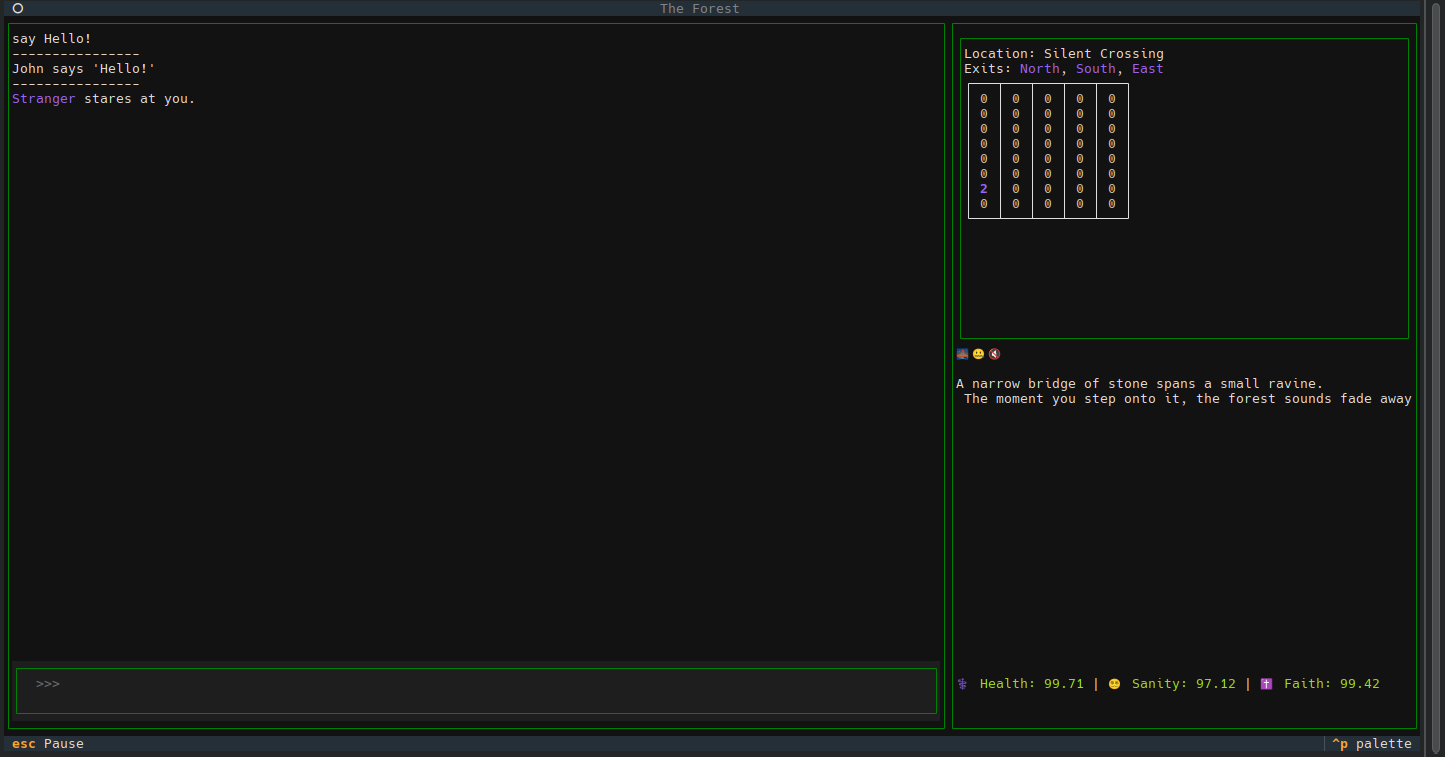 The Forest
say Hello!
----------------
John says 'Hello!'
----------------
Stranger stares at you.
>>>
Location: Silent Crossing
Exits: North, South, East
0 0 0 0 0
0 0 0 0 0
0 0 0 0 0
0 0 0 0 0
0 0 0 0 0
0 0 0 0 0
2 0 0 0 0
0 0 0 0 0
A narrow bridge of stone spans a small ravine.
The moment you step onto it, the forest sounds fade away
Health: 99.71 | Sanity: 97.12 | Faith: 99.42
esc Pause
^p palette